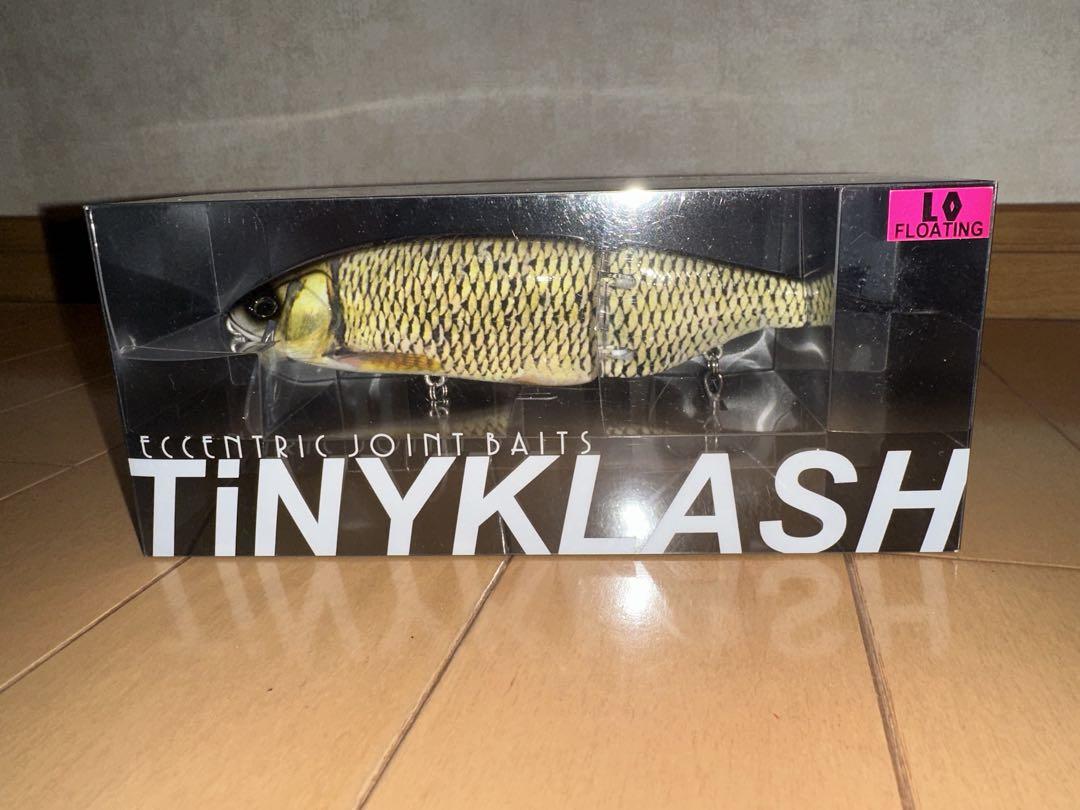 LO
FLOATING
ECCENTRIC JOINT BAITS
TiNYKLASH